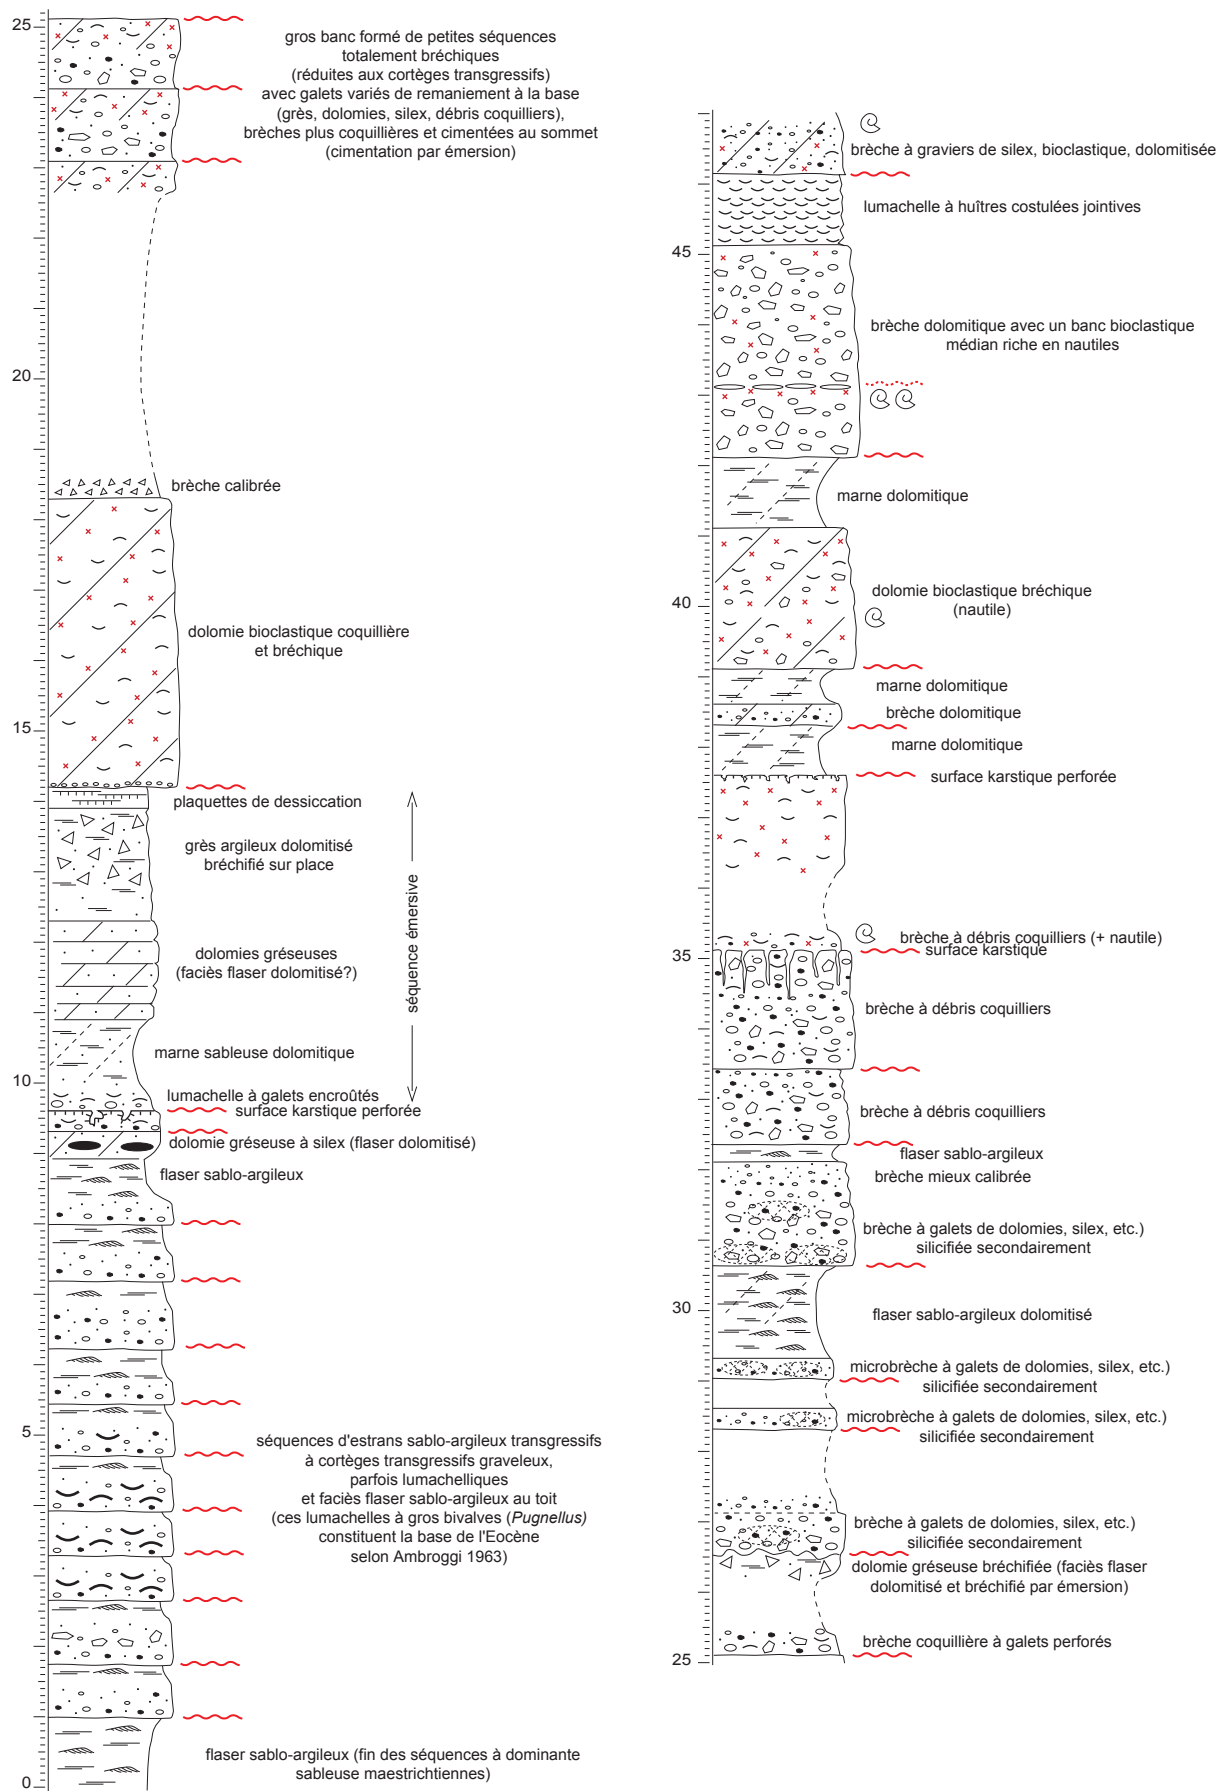 25
gros banc formé de petites séquences
totalement bréchiques
(réduites aux cortèges transgressifs)
avec galets variés de remaniement à la base
(grès, dolomies, silex, débris coquilliers),
brèches plus coquillières et cimentées au sommet
(cimentation par émersion)
20
brèche calibrée
dolomie bioclastique coquillière
et bréchique
15
plaquettes de dessiccation
grès argileux dolomitisé
bréchifié sur place
séquence émersive
dolomies gréseuses
(faciès flaser dolomitisé?)
marne sableuse dolomitique
10
lumachelle à galets encroûtés
surface karstique perforée
dolomie gréseuse à silex (flaser dolomitisé)
flaser sablo-argileux
5
séquences d'estrans sablo-argileux transgressifs
à cortèges transgressifs graveleux,
parfois lumachelliques
et faciès flaser sablo-argileux au toit
(ces lumachelles à gros bivalves (Pugnellus)
constituent la base de l'Eocène
selon Ambroggi 1963)
flaser sablo-argileux (fin des séquences à dominante
sableuse maestrichtiennes)
0
brèche à graviers de silex, bioclastique, dolomitisée
lumachelle à huîtres costulées jointives
45
brèche dolomitique avec un banc bioclastique
médian riche en nautiles
marne dolomitique
40
dolomie bioclastique bréchique
(nautile)
marne dolomitique
brèche dolomitique
marne dolomitique
surface karstique perforée
brèche à débris coquilliers (+ nautile)
surface karstique
35
brèche à débris coquilliers
brèche à débris coquilliers
flaser sablo-argileux
brèche mieux calibrée
brèche à galets de dolomies, silex, etc.)
silicifiée secondairement
30
flaser sablo-argileux dolomitisé
microbrèche à galets de dolomies, silex, etc.)
silicifiée secondairement
microbrèche à galets de dolomies, silex, etc.)
silicifiée secondairement
brèche à galets de dolomies, silex, etc.)
silicifiée secondairement
dolomie gréseuse bréchifiée (faciès flaser
dolomitisé et bréchifié par émersion)
brèche coquillière à galets perforés
25